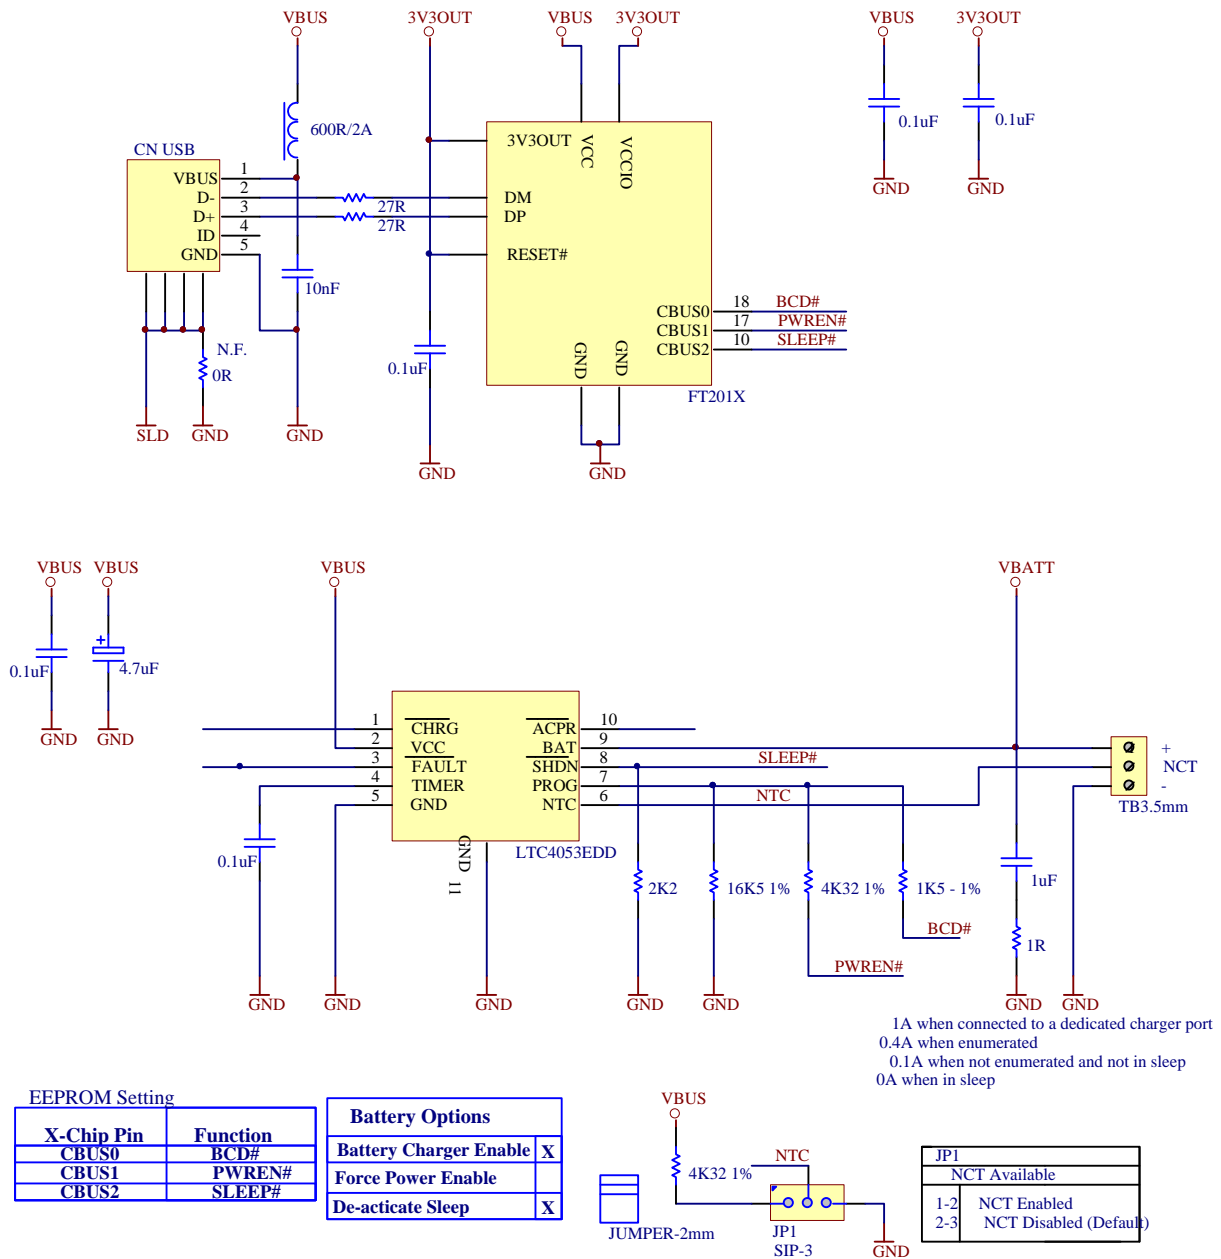 VBUS
3V3OUT
VBUS
3V3OUT
VBUS
3V3OUT
600R/2A
0.1uF
0.1uF
GND
GND
CN USB
VBUS
D-
D+
ID
GND
1
2
3
4
5
27R
27R
10nF
N.F.
0R
SLD
GND
GND
0.1uF
GND
3V3OUT
DM
DP
RESET#
VCC
VCCIO
GND
GND
CBUS0
CBUS1
CBUS2
18
17
10
BCD#
PWREN#
SLEEP#
FT201X
GND
VBUS
VBUS
VBUS
VBATT
0.1uF
+
4.7uF
GND
GND
1
2
3
4
5
CHRG
VCC
FAULT
TIMER
GND
ACPR
BAT
SHDN
PROG
NTC
10
9
8
7
6
GND
11
LTC4053EDD
SLEEP#
NTC
+
NCT
-
TB3.5mm
0.1uF
2K2
16K5 1%
4K32 1%
1K5 - 1%
1uF
BCD#
PWREN#
1R
GND
GND
GND
GND
GND
GND
GND
1A when connected to a dedicated charger port
0.4A when enumerated
0.1A when not enumerated and not in sleep
0A when in sleep
EEPROM Setting
X-Chip Pin Function
CBUS0 BCD#
CBUS1 PWREN#
CBUS2 SLEEP#
Battery Options
Battery Charger Enable X
Force Power Enable
De-acticate Sleep X
VBUS
4K32 1%
NTC
JUMPER-2mm
JP1
SIP-3
GND
JP1
NCT Available
1-2 NCT Enabled
2-3 NCT Disabled (Default)